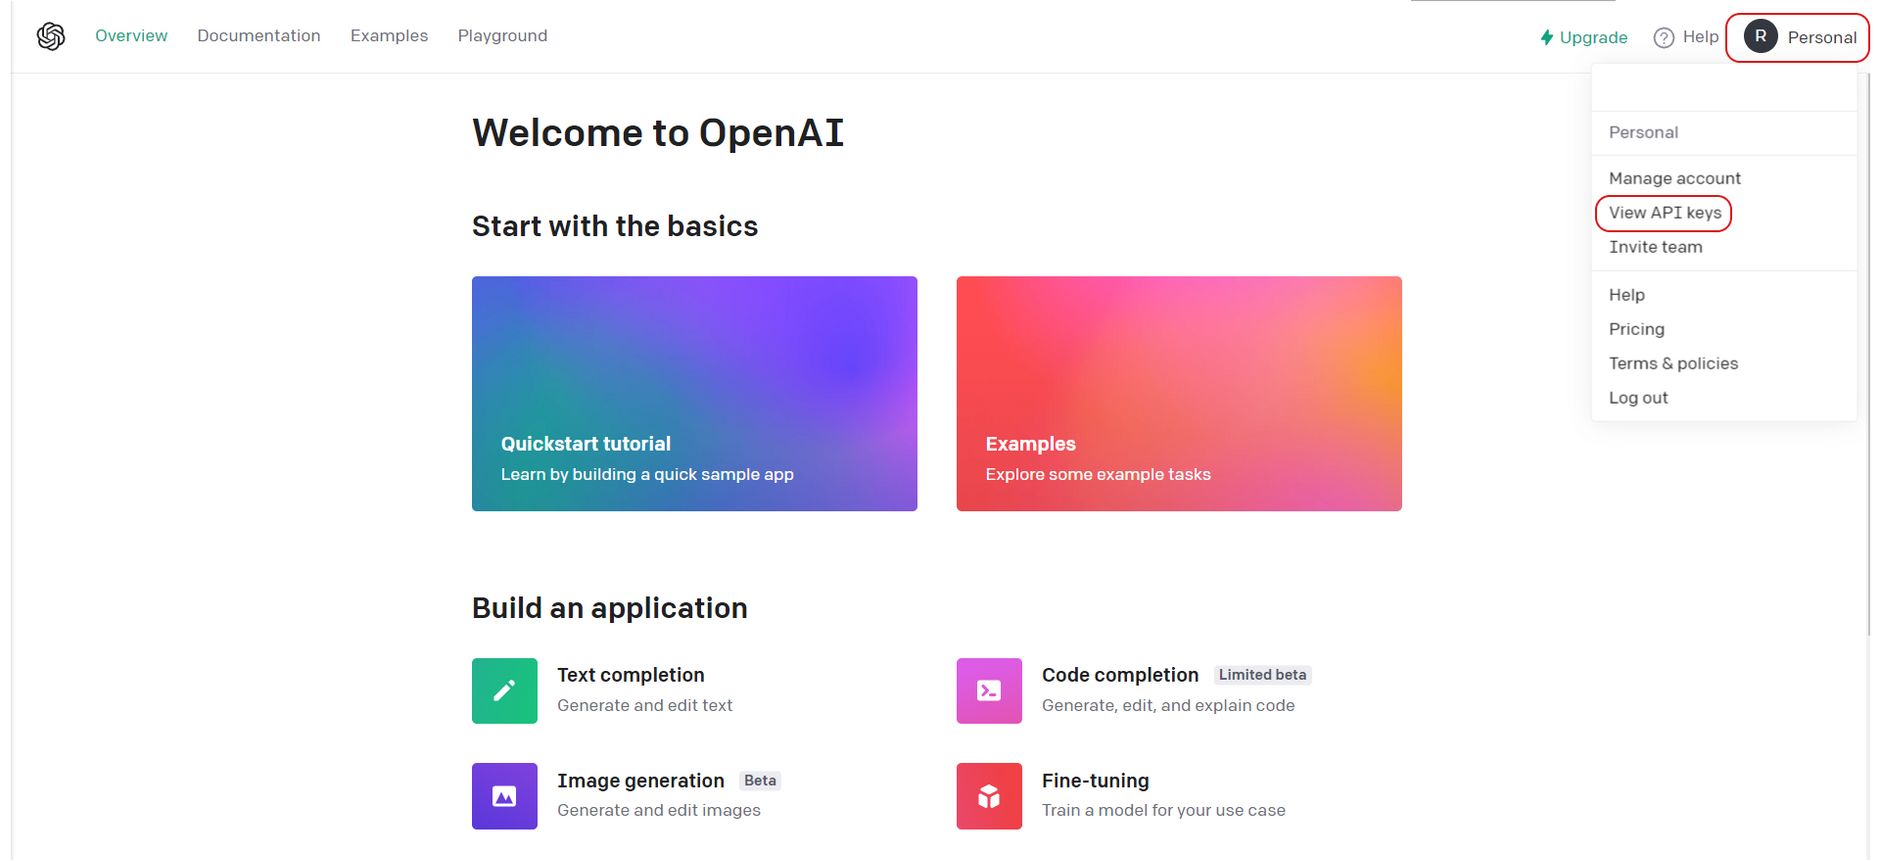 Overview Documentation Examples Playground
Upgrade Help R Personal
Personal
Manage account
View API keys
Invite team
Help
Pricing
Terms & policies
Log out
Welcome to OpenAI
Start with the basics
Quickstart tutorial
Learn by building a quick sample app
Examples
Explore some example tasks
Build an application
Text completion
Generate and edit text
Code completion Limited beta
Generate, edit, and explain code
Image generation Beta
Generate and edit images
Fine-tuning
Train a model for your use case